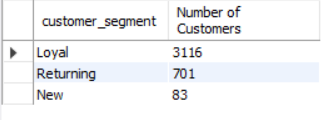 customer_segment Number of
Customers
Loyal 3116
Returning 701
New 83